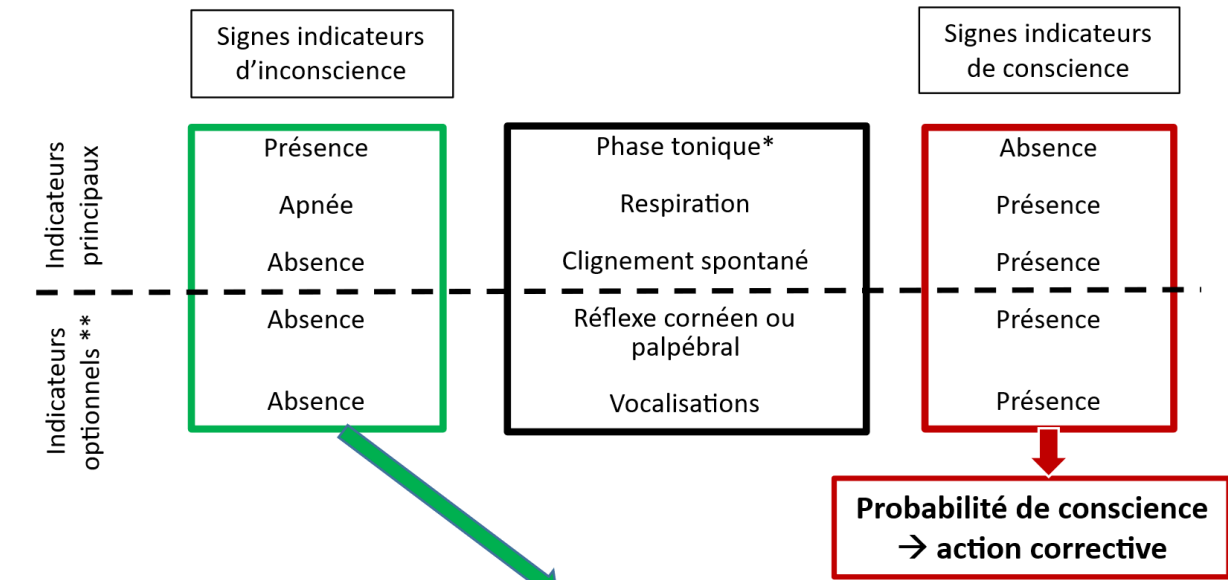 Signes indicateurs
d’inconscience
Signes indicateurs
de conscience
Indicateurs
principaux
Présence
Phase tonique*
Absence
Apnée
Respiration
Présence
Absence
Clignement spontané
Présence
Indicateurs
optionnels **
Absence
Réflexe cornéen ou
palpébral
Présence
Absence
Vocalisations
Présence
Probabilité de conscience
→ action corrective